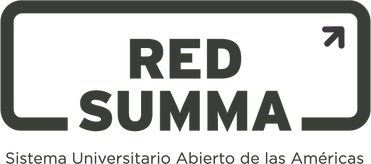 RED
SUMMA
Sistema Universitario Abierto de las Américas